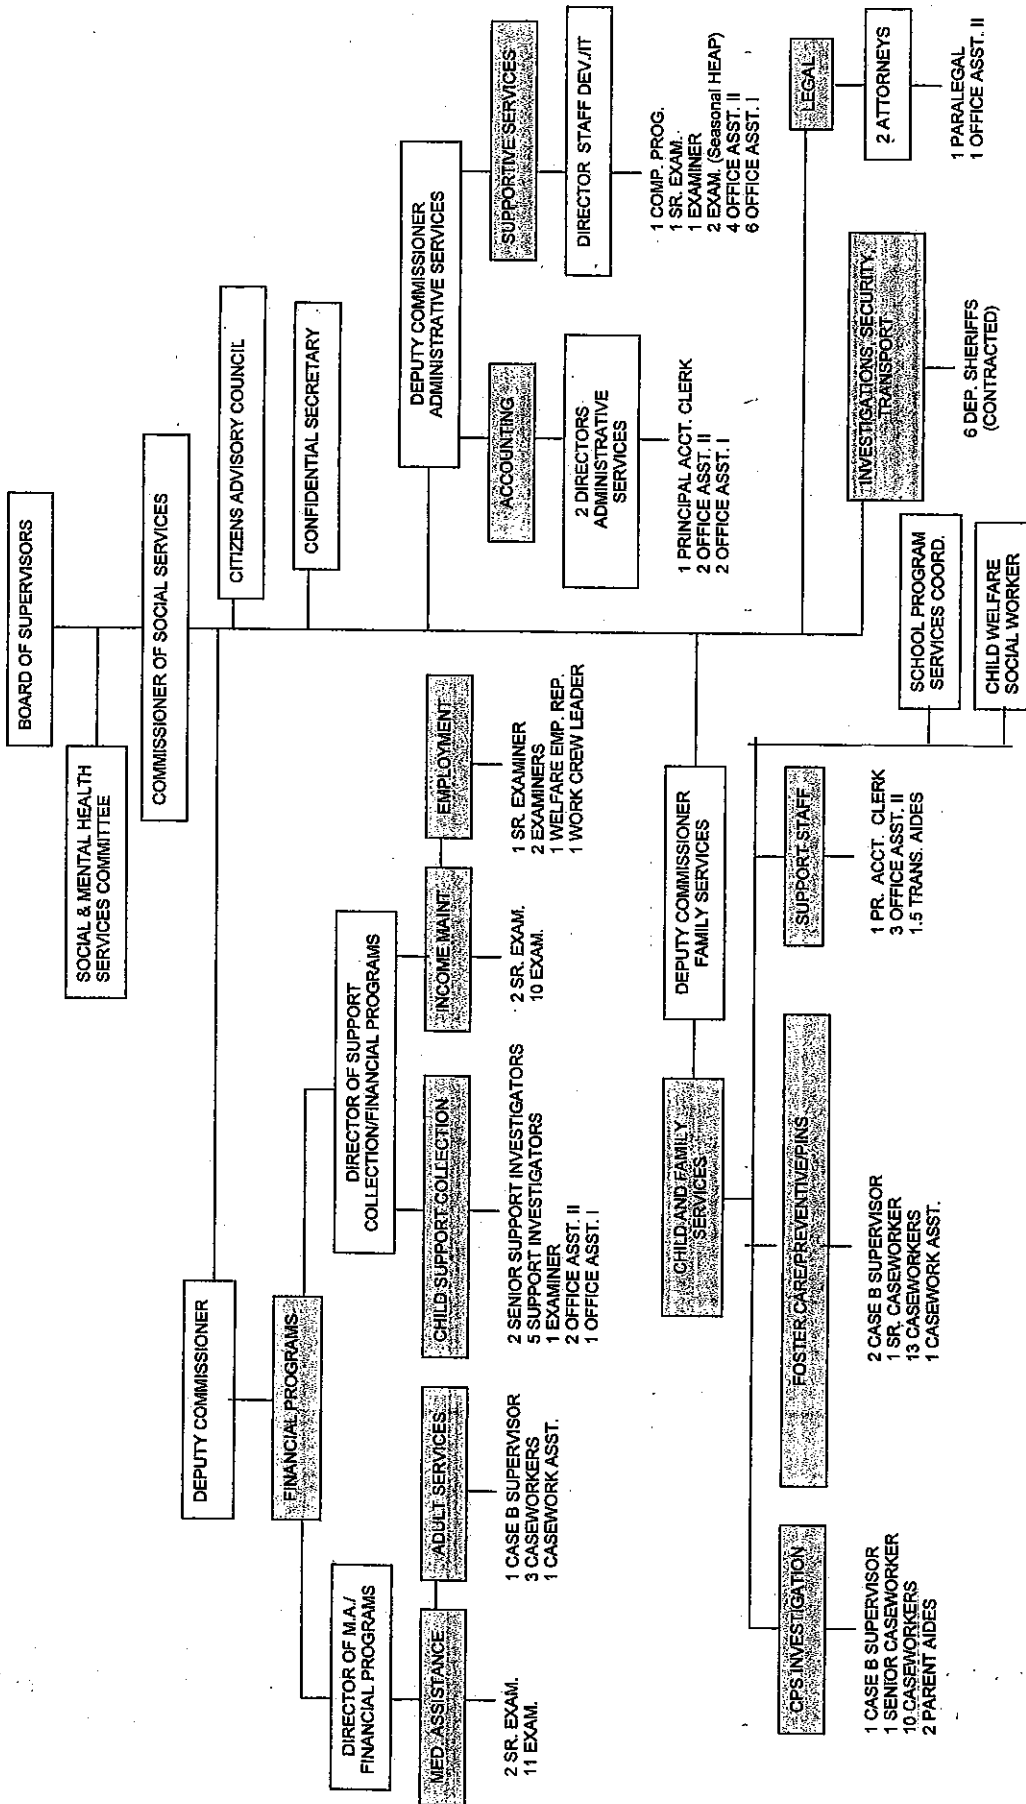 BOARD OF SUPERVISORS
SOCIAL & MENTAL HEALTH
SERVICES COMMITTEE
COMMISSIONER OF SOCIAL SERVICES
CITIZENS ADVISORY COUNCIL
CONFIDENTIAL SECRETARY
DEPUTY COMMISSIONER
FINANCIAL PROGRAMS
DIRECTOR OF M.A./
FINANCIAL PROGRAMS
MED. ASSISTANCE
2 SR. EXAM.
11 EXAM.
ADULT SERVICES
1 CASE B SUPERVISOR
3 CASEWORKERS
1 CASEWORK ASST.
DIRECTOR OF SUPPORT
COLLECTION/FINANCIAL PROGRAMS
CHILD SUPPORT COLLECTION
2 SENIOR SUPPORT INVESTIGATORS
5 SUPPORT INVESTIGATORS
1 EXAMINER
2 OFFICE ASST. II
1 OFFICE ASST. I
INCOME MAINT.
2 SR. EXAM.
10 EXAM.
EMPLOYMENT
1 SR. EXAMINER
2 EXAMINERS
1 WELFARE EMP. REP.
1 WORK CREW LEADER
DEPUTY COMMISSIONER
ADMINISTRATIVE SERVICES
ACCOUNTING
2 DIRECTORS
ADMINISTRATIVE
SERVICES
1 PRINCIPAL ACT. CLERK
2 OFFICE ASST. II
2 OFFICE ASST. I
SUPPORTIVE SERVICES
DIRECTOR STAFF DEV./IT
1 COMP. PROG.
1 SR. EXAM.
1 EXAMINER
2 EXAM. (Seasonal HEAP)
4 OFFICE ASST. II
6 OFFICE ASST. I
DEPUTY COMMISSIONER
FAMILY SERVICES
CHILD AND FAMILY
SERVICES
CPS INVESTIGATION
1 CASE B SUPERVISOR
1 SENIOR CASEWORKER
10 CASEWORKERS
2 PARENT AIDES
FOSTER CARE/PREVENTIVE/PINS
2 CASE B SUPERVISOR
1 SR. CASEWORKER
13 CASEWORKERS
1 CASEWORK ASST.
SUPPORT STAFF
1 PR. ACCT. CLERK
3 OFFICE ASST. II
1.5 TRANS. AIDES
SCHOOL PROGRAM
SERVICES COORD.
CHILD WELFARE
SOCIAL WORKER
INVESTIGATIONS, SECURITY,
TRANSPORT
6 DEP. SHERIFFS
(CONTRACTED)
LEGAL
2 ATTORNEYS
1 PARALEGAL
1 OFFICE ASST. II